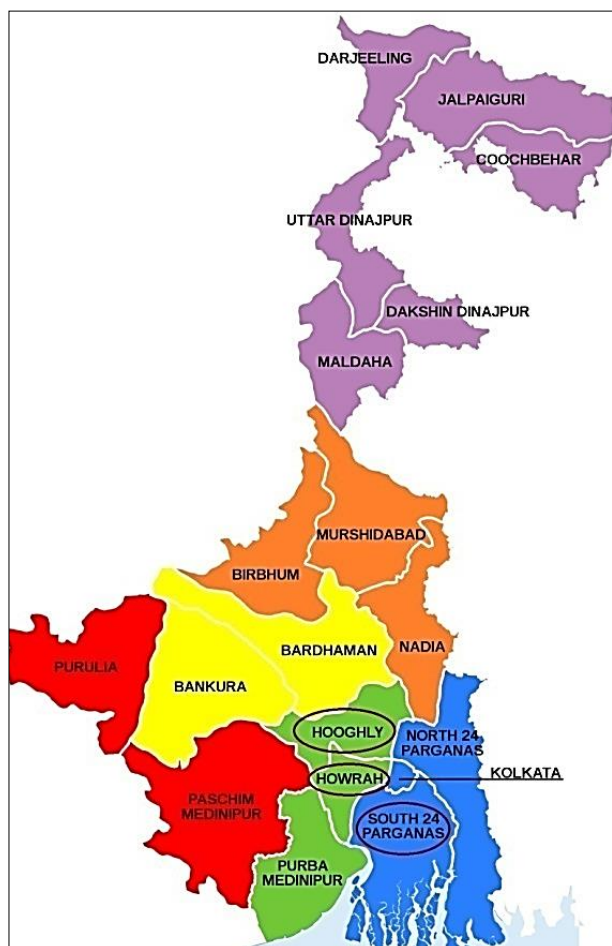 DARJEELING
JALPAIGURI
COOCHBEHAR
UTTAR DINAJPUR
DAKSHIN DINAJPUR
MALDAHA
MURSHIDABAD
BIRBHUM
NADIA
BARDHAMAN
PURULIA
BANKURA
HOOGHLY
NORTH 24
PARGANAS
HOWRAH
KOLKATA
PASCHIM
MEDINIPUR
SOUTH 24
PARGANAS
PURBA
MEDINIPUR